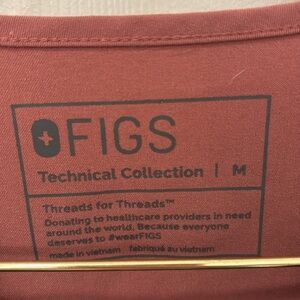 FIGS
Technical Collection | M
Threads for Threads™
Donating to healthcare providers in need
around the world. Because everyone
deserves to #wearFIGS
made in vietnam fabriqué au vietnam